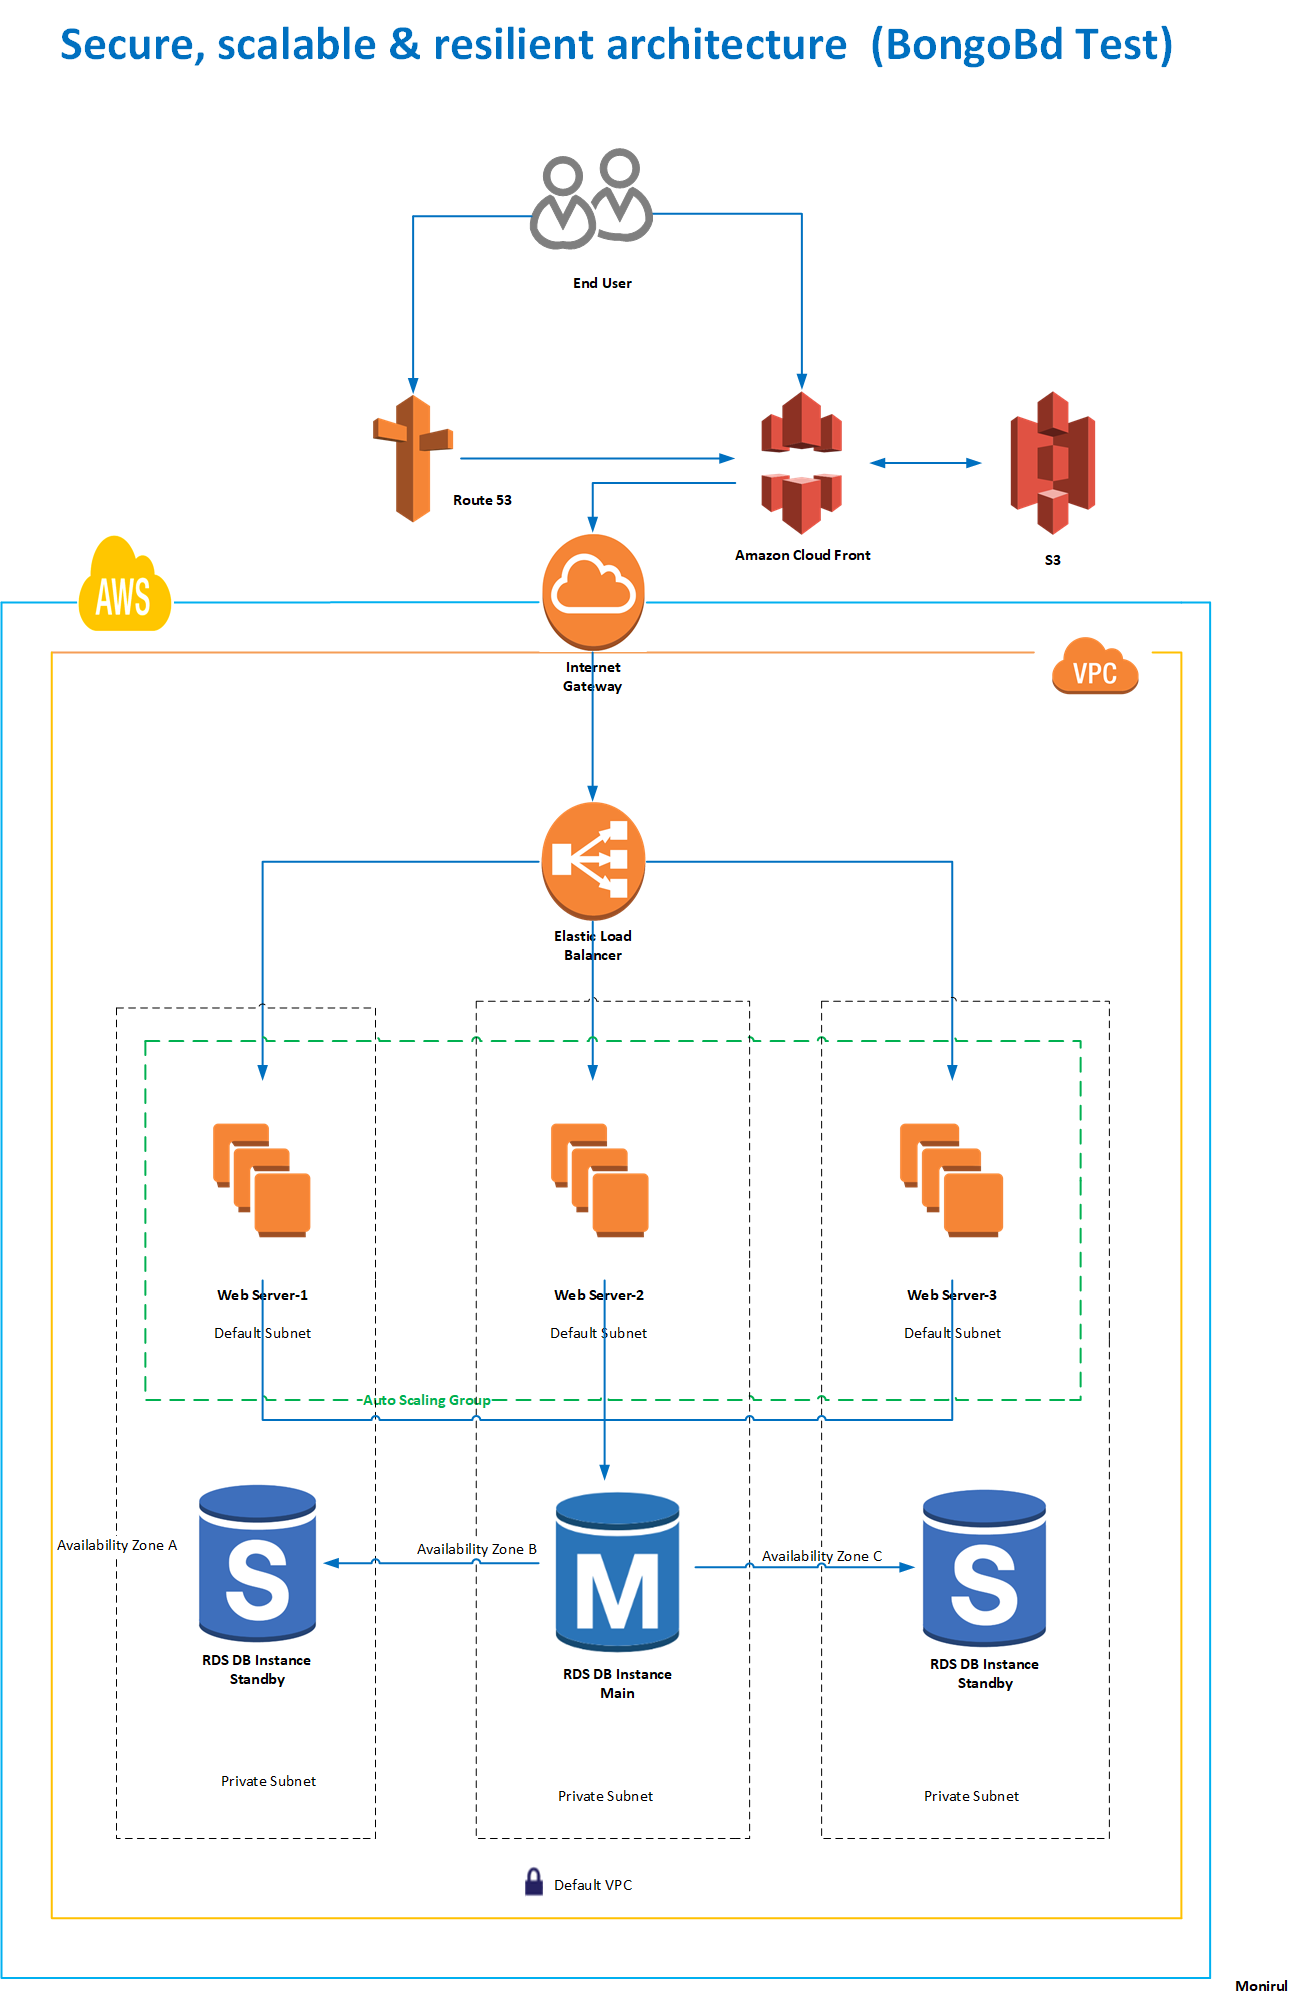 Secure, scalable & resilient architecture (BongoBd Test)
End User
Route 53
Amazon Cloud Front
S3
AWS
Internet
Gateway
VPC
Elastic Load
Balancer
Web Server-1
Default Subnet
Web Server-2
Default Subnet
Web Server-3
Default Subnet
Auto Scaling Group
Availability Zone A
S
Availability Zone B
M
Availability Zone C
S
RDS DB Instance
Standby
RDS DB Instance
Main
RDS DB Instance
Standby
Private Subnet
Private Subnet
Private Subnet
Default VPC
Monirul